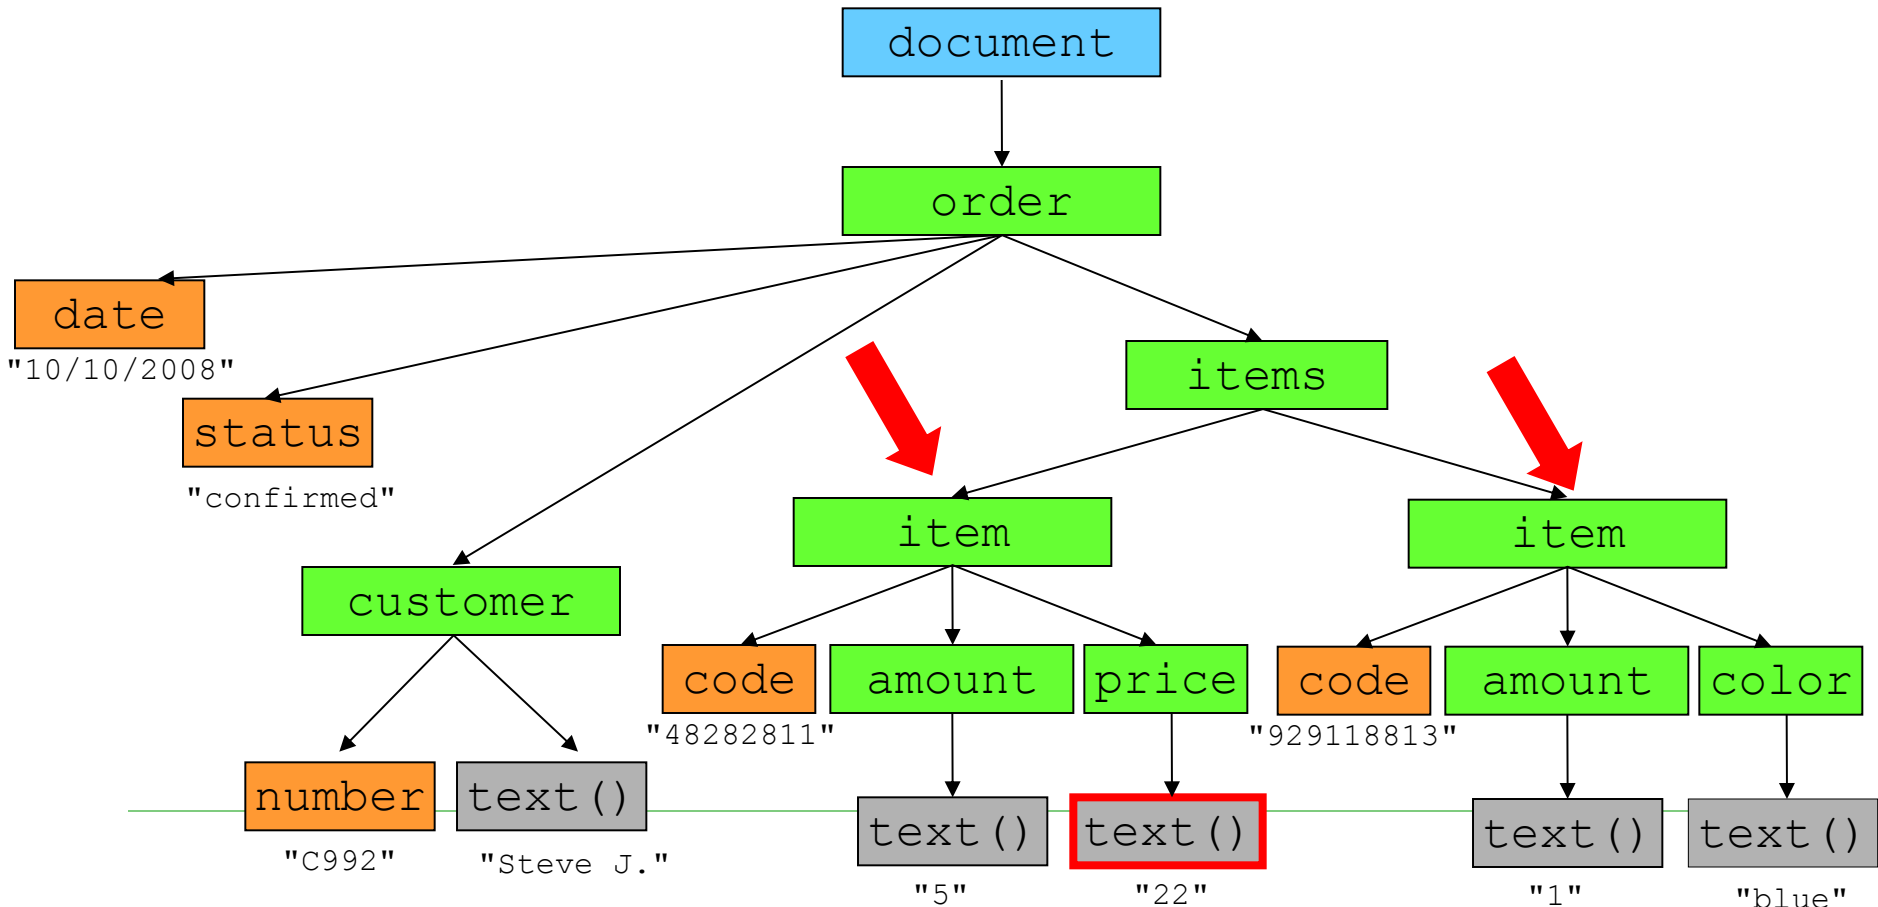 document
order
date
"10/10/2008"
items
status
"confirmed"
item
item
customer
code
amount
price
code
amount
color
"48282811"
"929118813"
number
text()
text()
text()
text()
text()
"C992"
"Steve J."
"5"
"22"
"1"
"blue"